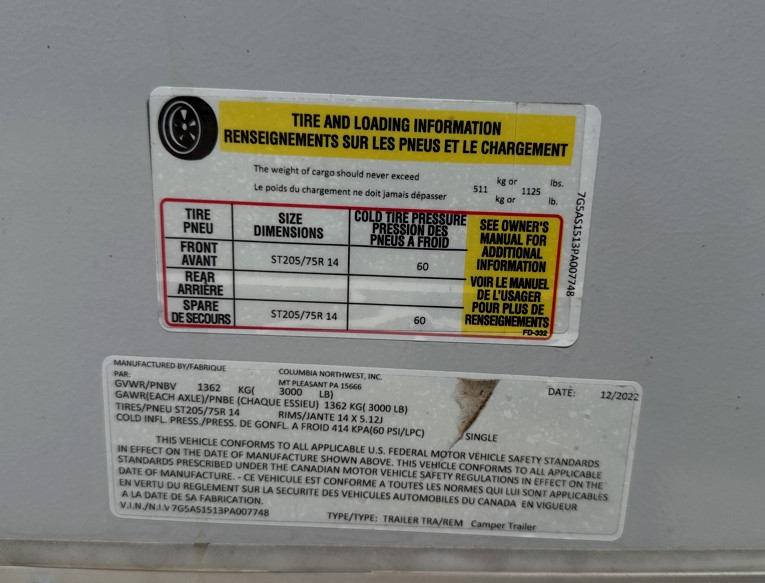 TIRE AND LOADING INFORMATION
RENSEIGNEMENTS SUR LES PNEUS ET LE CHARGEMENT
The weight of cargo should never exceed 511 kg or 1125 lbs.
Le poids du chargement ne doit jamais dépasser kg or lb.
TIRE PNEU SIZE DIMENSIONS COLD TIRE PRESSURE PRESSION DES PNEUS A FROID
FRONT AVANT ST205/75R 14 60
REAR ARRIÈRE
SPARE DE SECOURS ST205/75R 14 60
SEE OWNER'S
MANUAL FOR
ADDITIONAL
INFORMATION
VOIR LE MANUEL
DE L'USAGER
POUR PLUS DE
RENSEIGNEMENTS
FD-332
7G5AS1513PA007748
MANUFACTURED BY/FABRIQUE COLUMBIA NORTHWEST, INC.
PAR: MT PLEASANT PA 15666 DATE: 12/2022
GVWR/PNBV 1362 KG( 3000 LB)
GAWR(EACH AXLE)/PNBE (CHAQUE ESSIEU) 1362 KG( 3000 LB)
TIRES/PNEU ST205/75R 14 RIMS/JANTE 14 X 5.12J
COLD INFL. PRESS./PRESS. DE GONFL. A FROID 414 KPA(60 PSI/LPC) SINGLE
THIS VEHICLE CONFORMS TO ALL APPLICABLE U.S. FEDERAL MOTOR VEHICLE SAFETY STANDARDS
IN EFFECT ON THE DATE OF MANUFACTURE SHOWN ABOVE. THIS VEHICLE CONFORMS TO ALL APPLICABLE
STANDARDS PRESCRIBED UNDER THE CANADIAN MOTOR VEHICLE SAFETY REGULATIONS IN EFFECT ON THE
DATE OF MANUFACTURE. - CE VEHICULE EST CONFORME A TOUTES LES NORMES QUI LUI SONT APPLICABLES
EN VERTU DU REGLEMENT SUR LA SECURITE DES VEHICULES AUTOMOBILES DU CANADA EN VIGUEUR
A LA DATE DE SA FABRICATION.
V.I.N./N.I.V 7G5AS1513PA007748 TYPE/TYPE: TRAILER TRA/REM Camper Trailer